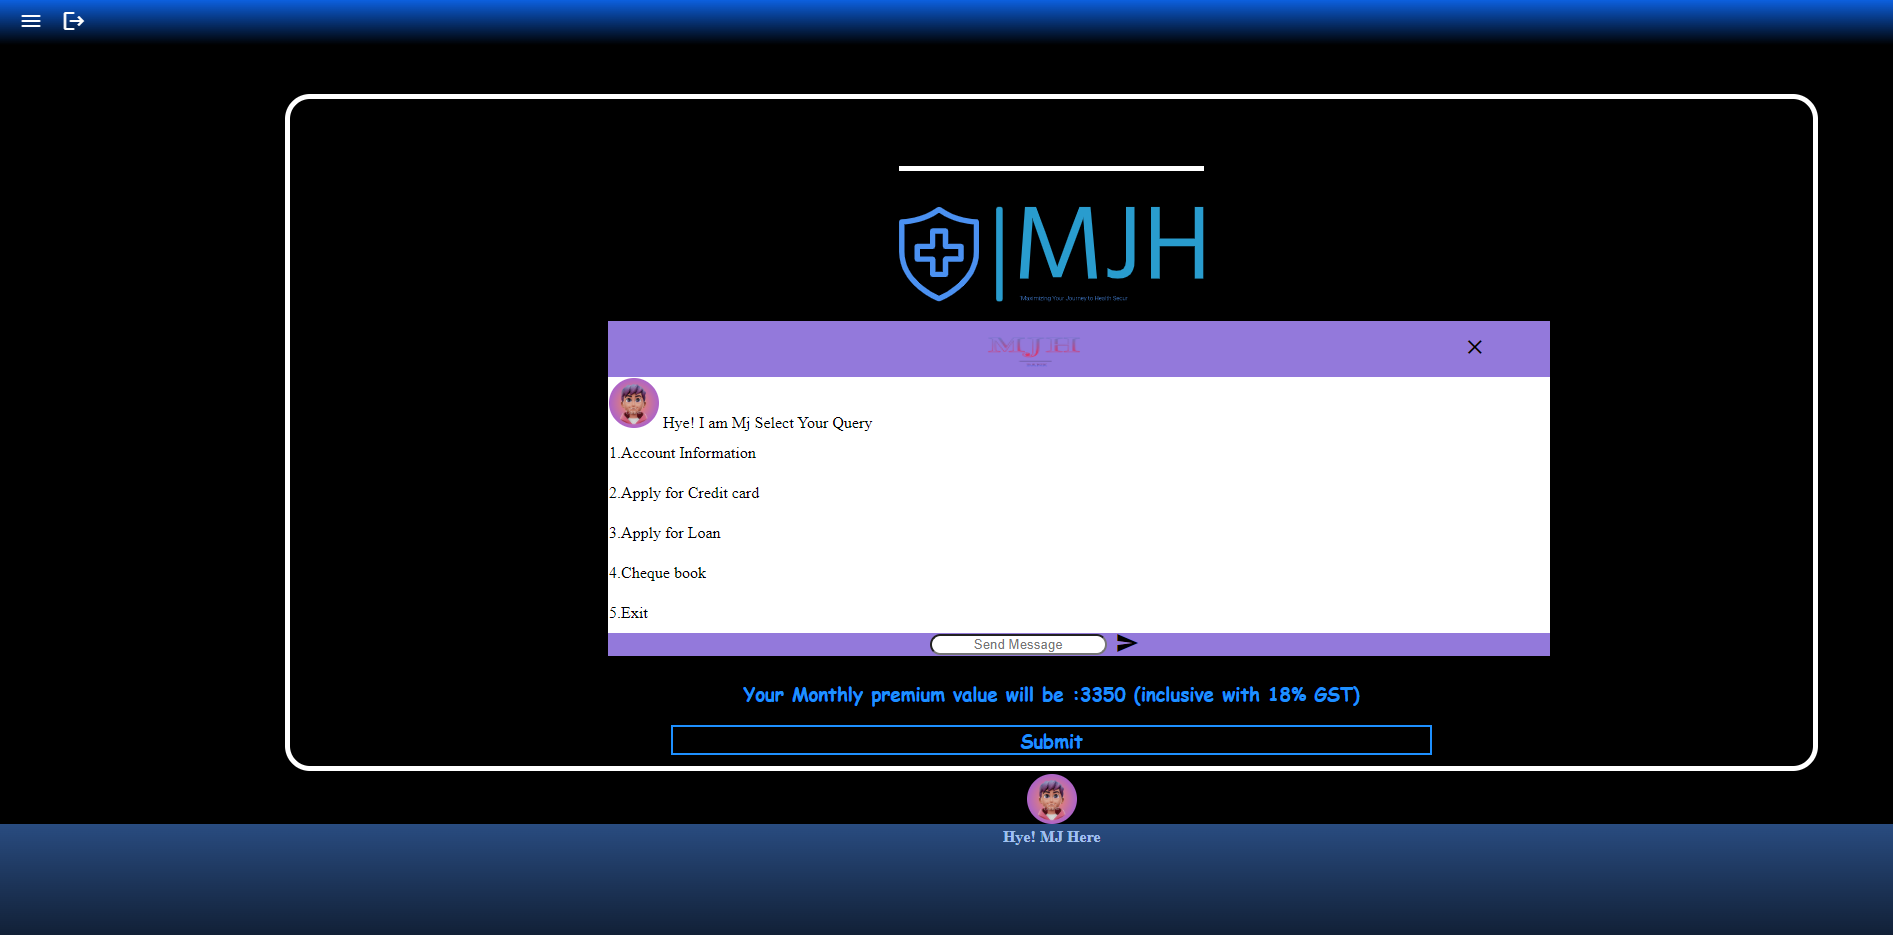 MJH
Maximizing Your Journey to Health Secur
MJH
Hye! I am Mj Select Your Query
1.Account Information
2.Apply for Credit card
3.Apply for Loan
4.Cheque book
5.Exit
Send Message
Your Monthly premium value will be :3350 (inclusive with 18% GST)
Submit
Hye! MJ Here